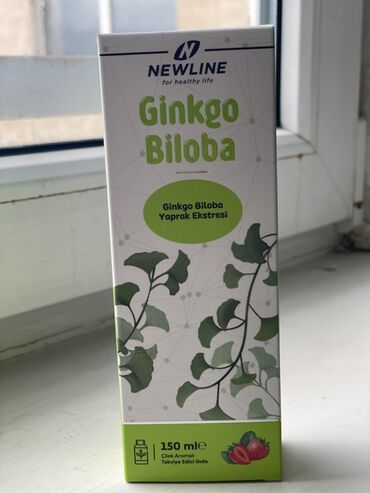 N
NEWLINE
for healthy life
Ginkgo
Biloba
Ginkgo Biloba
Yaprak Ekstresi
150 ml℮
Çilek Aromalı
Takviye Edici Gıda